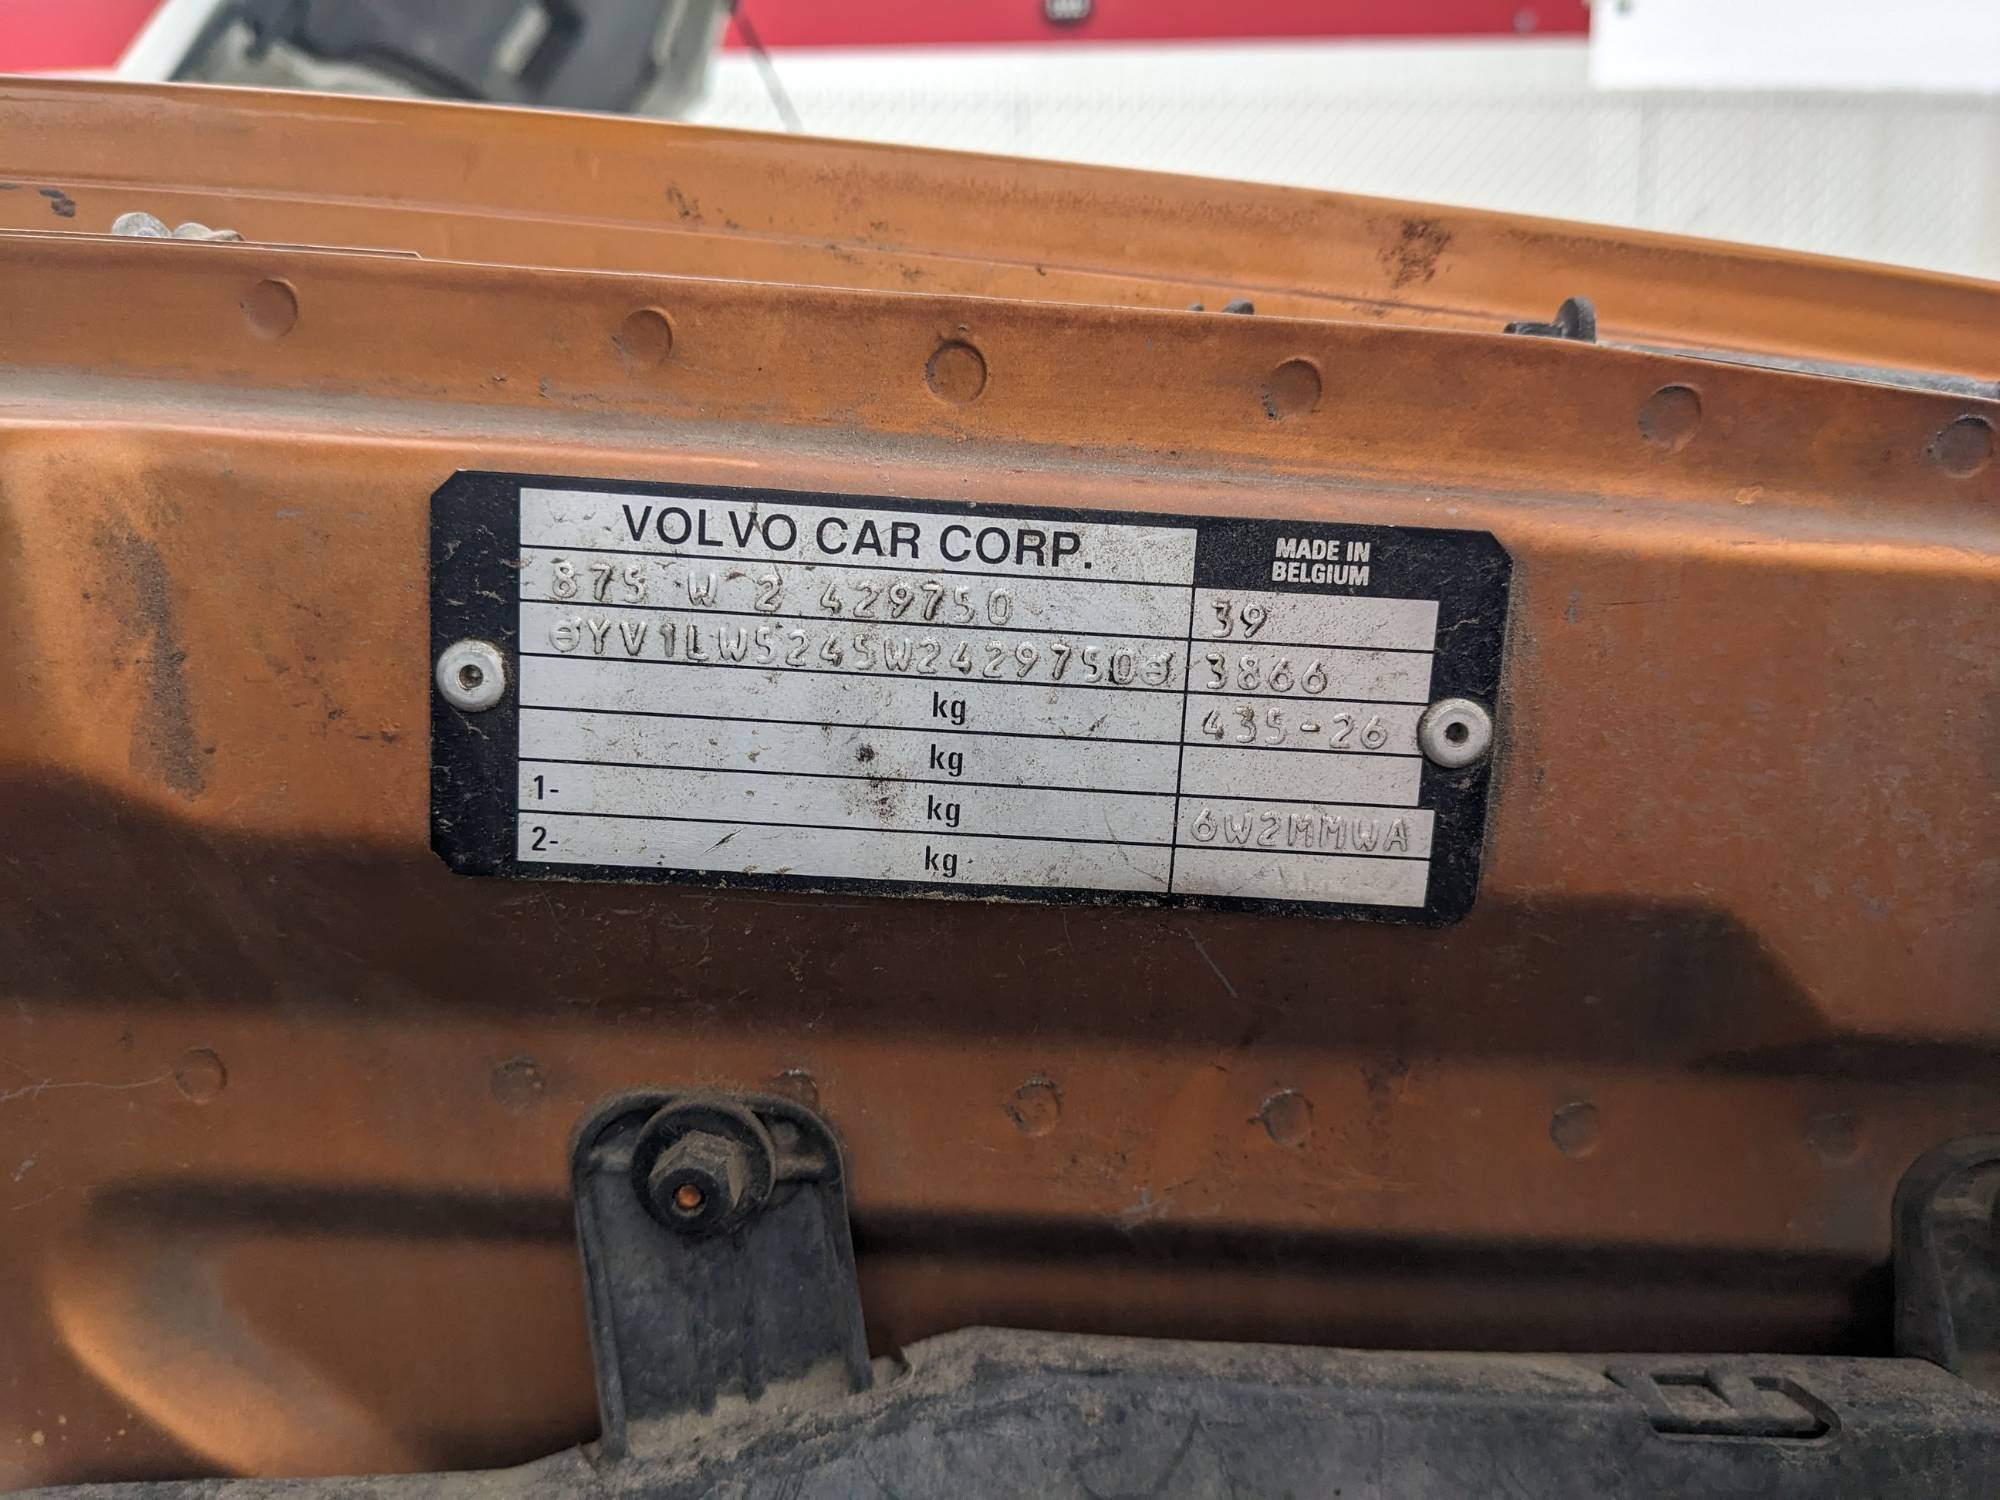 VOLVO CAR CORP.
MADE IN
BELGIUM
875 W 2 429750
39
YV1LW5245W2429750
3866
kg
435-26
kg
1- kg
6W2MMWA
2- kg